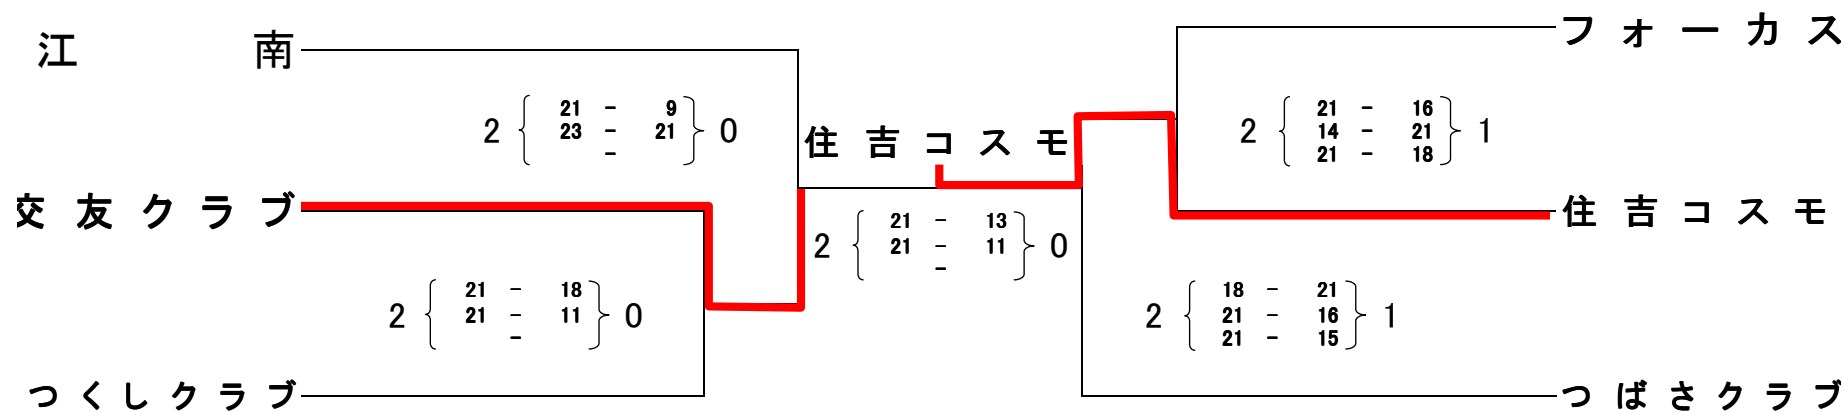 江南
フォーカス
2 21 - 9 0
23 - 21
-
2 21 - 16 1
14 - 21
21 - 18
住吉コスモ
交友クラブ
住吉コスモ
2 21 - 13 0
21 - 11
-
2 21 - 18 0
21 - 11
-
2 18 - 21 1
21 - 16
21 - 15
つくしクラブ
つばさクラブ